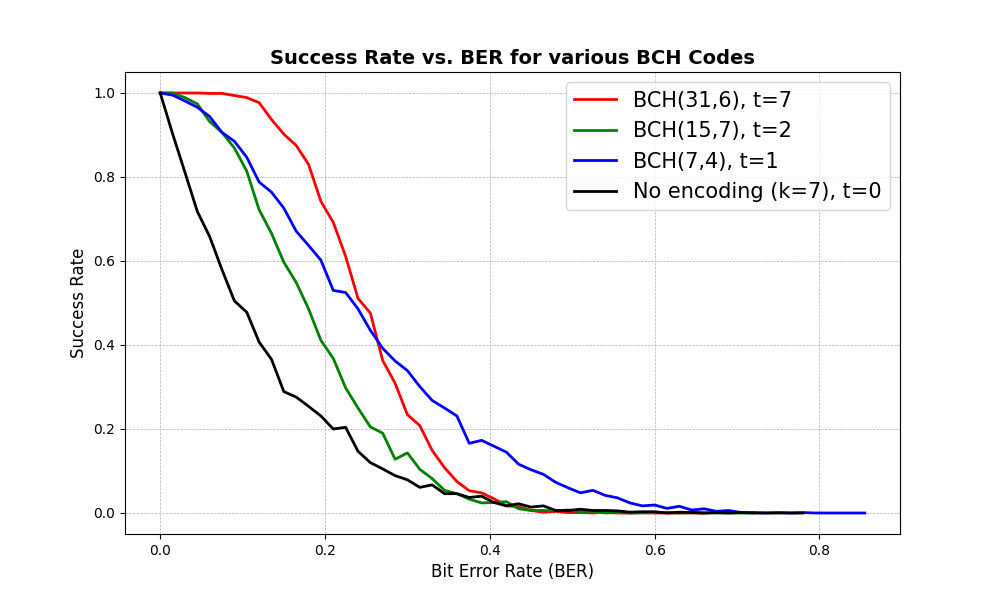 Success Rate vs. BER for various BCH Codes
BCH(31,6), t=7
BCH(15,7), t=2
BCH(7,4), t=1
No encoding (k=7), t=0
Success Rate
1.0
0.8
0.6
0.4
0.2
0.0
0.0 0.2 0.4 0.6 0.8
Bit Error Rate (BER)